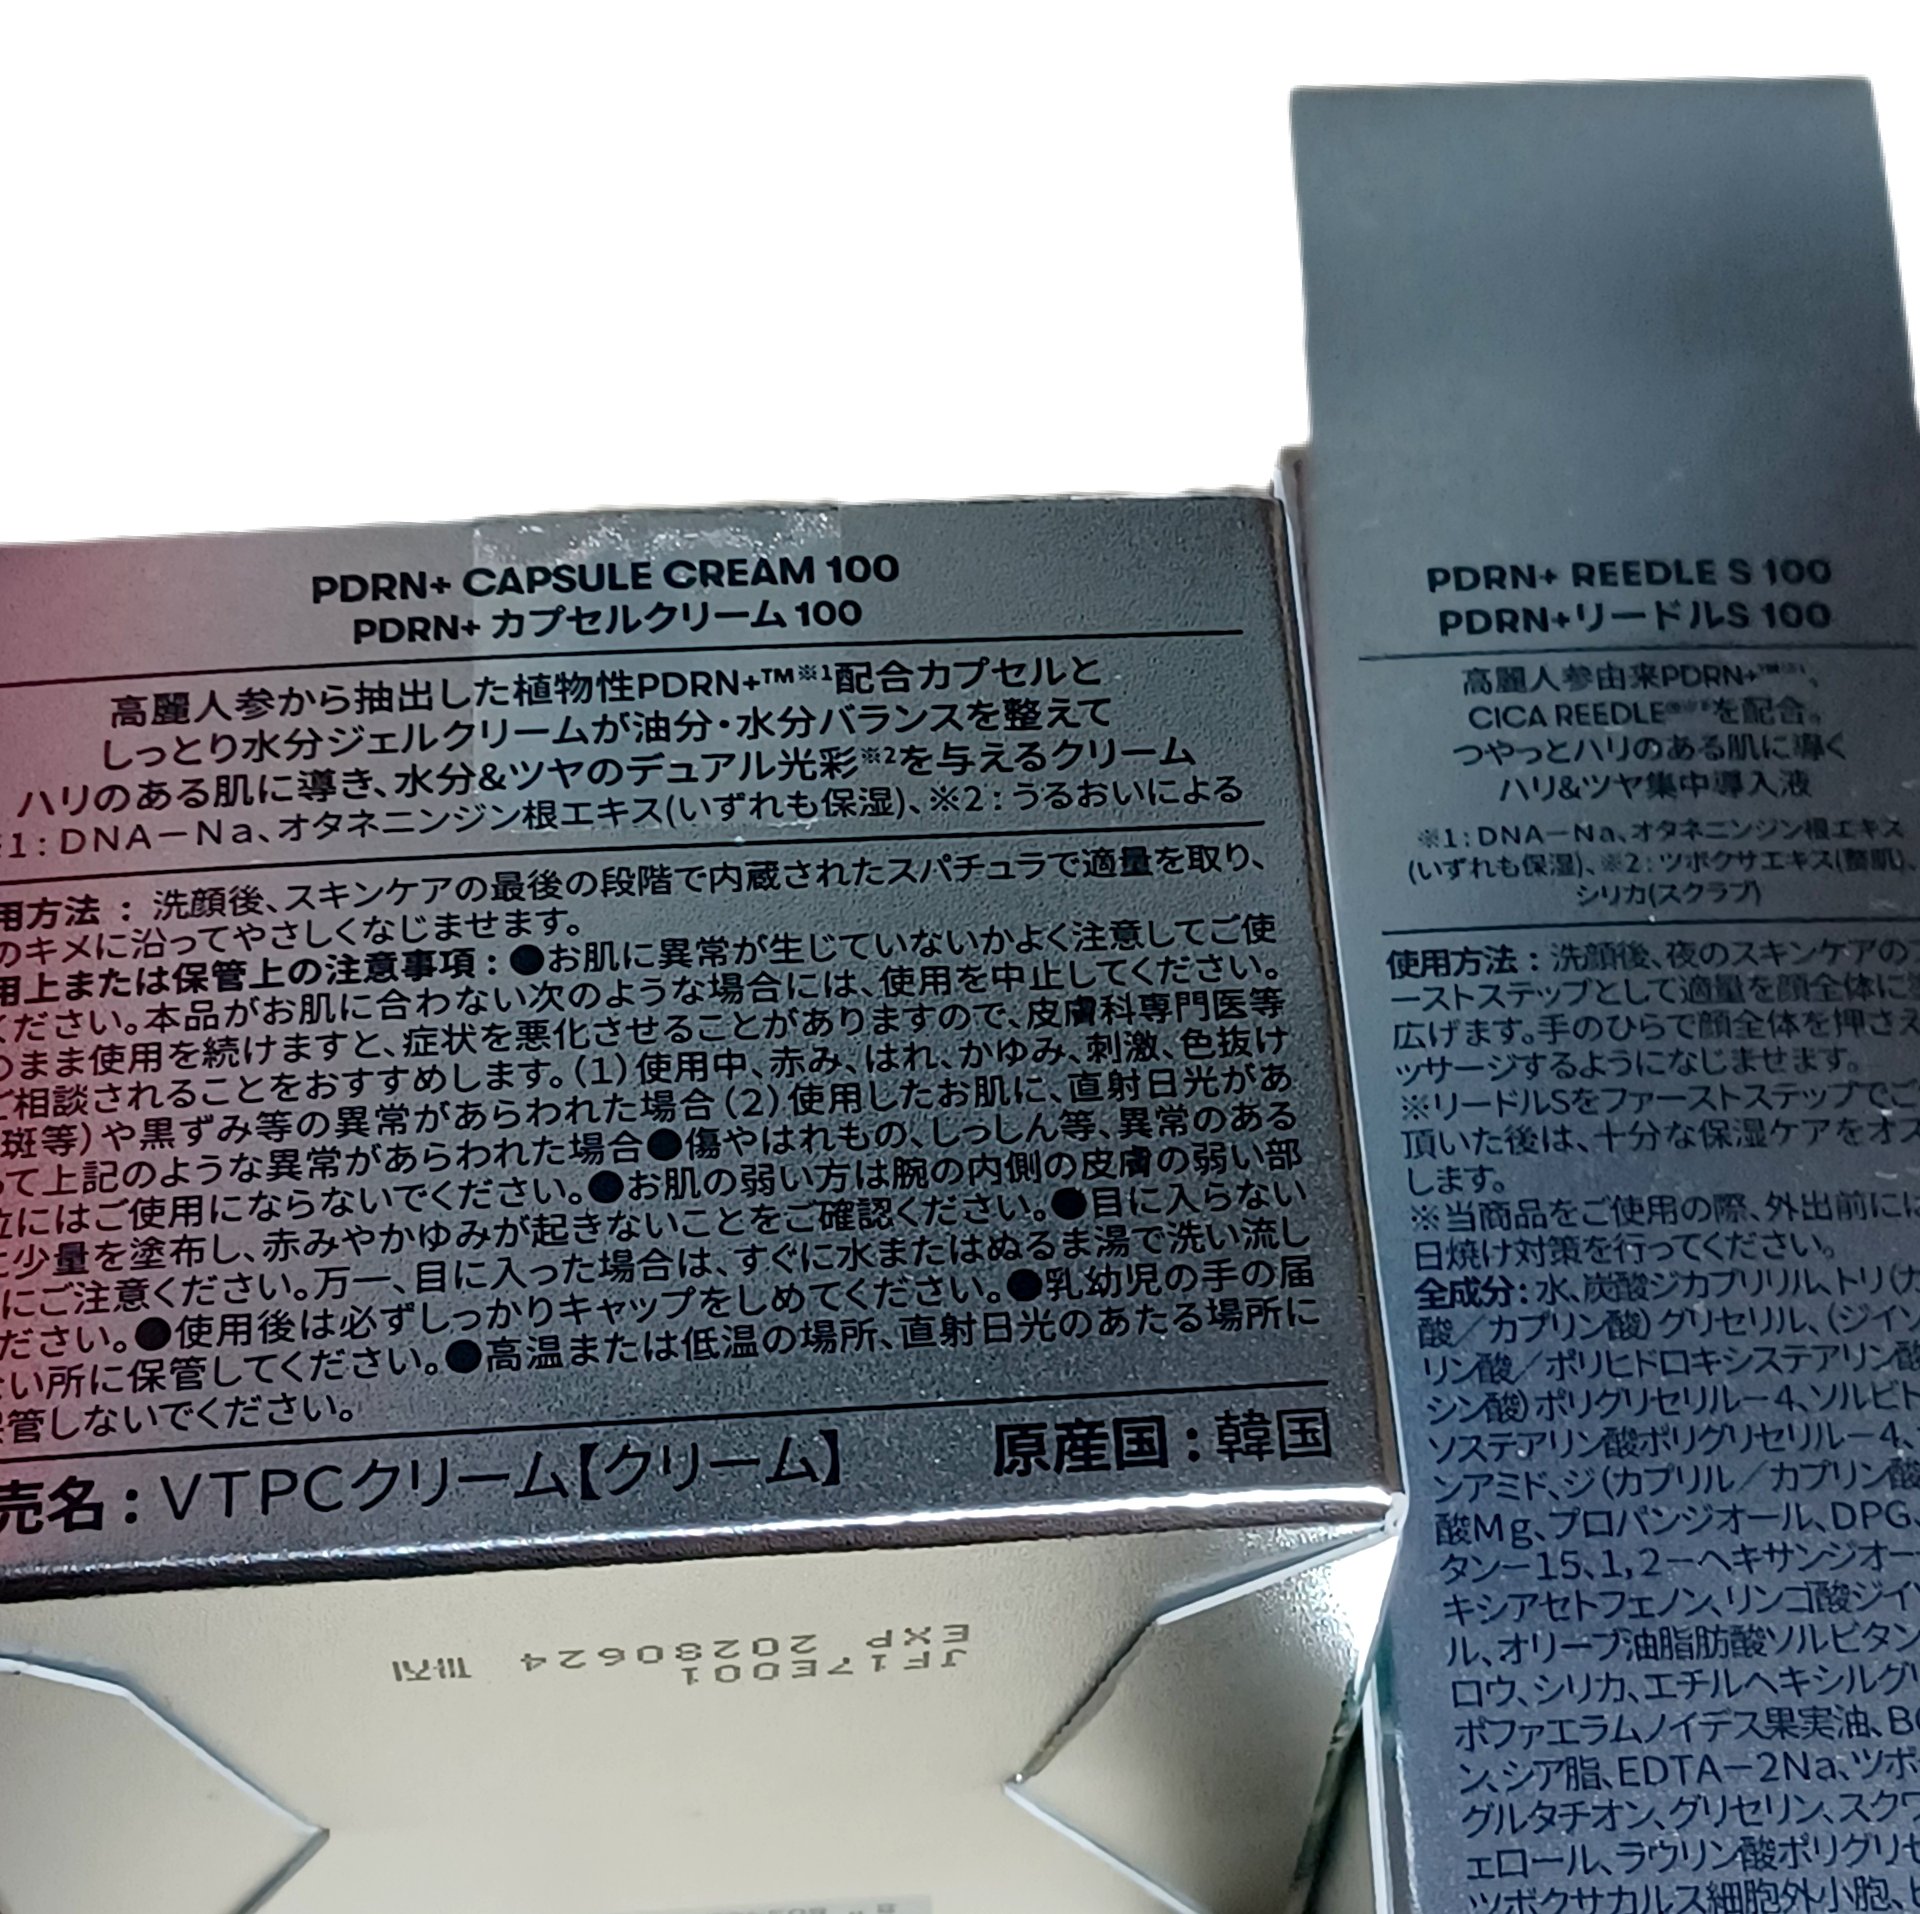 PDRN+ CAPSULE CREAM 100
PDRN+ カプセルクリーム 100
高麗人参から抽出した植物性PDRN+™※1配合カプセルと
しっとり水分ジェルクリームが油分・水分バランスを整えて
ハリのある肌に導き、水分&ツヤのデュアル光彩※2を与えるクリーム
※1:DNA－Na、オタネニンジン根エキス(いずれも保湿)、※2:うるおいによる
用方法 : 洗顔後、スキンケアの最後の段階で内蔵されたスパチュラで適量を取り、
のキメに沿ってやさしくなじませます。
用上または保管上の注意事項 : ●お肌に異常が生じていないかよく注意してご使
ください。本品がお肌に合わない次のような場合には、使用を中止してください。
のまま使用を続けますと、症状を悪化させることがありますので、皮膚科専門医等
ご相談されることをおすすめします。(1)使用中、赤み、はれ、かゆみ、刺激、色抜け
斑等)や黒ずみ等の異常があらわれた場合(2)使用したお肌に、直射日光があ
って上記のような異常があらわれた場合●傷やはれもの、しっしん等、異常のある
位にはご使用にならないでください。●お肌の弱い方は腕の内側の皮膚の弱い部
に少量を塗布し、赤みやかゆみが起きないことをご確認ください。●目に入らない
にご注意ください。万一、目に入った場合は、すぐに水またはぬるま湯で洗い流し
ださい。●使用後は必ずしっかりキャップをしめてください。●乳幼児の手の届
ない所に保管してください。●高温または低温の場所、直射日光のあたる場所に
保管しないでください。
売名 : VTPCクリーム【クリーム】 原産国 : 韓国
JF17E001
EXP 20280624 까지
PDRN+ REEDLE S 100
PDRN+リードルS 100
高麗人参由来PDRN+™※1、
CICA REEDLE®※2を配合。
つやっとハリのある肌に導く
ハリ&ツヤ集中導入液
※1:DNA－Na、オタネニンジン根エキス
(いずれも保湿)、※2:ツボクサエキス(整肌)、
シリカ(スクラブ)
使用方法 : 洗顔後、夜のスキンケアのフ
ーストステップとして適量を顔全体に塗
広げます。手のひらで顔全体を押さえ
ッサージするようになじませます。
※リードルSをファーストステップでご
頂いた後は、十分な保湿ケアをオス
します。
※当商品をご使用の際、外出前には
日焼け対策を行ってください。
全成分 : 水、炭酸ジカプリリル、トリ(カ
酸／カプリン酸)グリセリル、(ジイソ
リン酸／ポリヒドロキシステアリン酸
シン酸)ポリグリセリル－4、ソルビト
ソステアリン酸ポリグリセリル－4、
ンアミド、ジ(カプリル／カプリン酸
酸Mg、プロパンジオール、DPG、
タン－15、1,2－ヘキサンジオー
キシアセトフェノン、リンゴ酸ジイソ
ル、オリーブ油脂肪酸ソルビタン
ロウ、シリカ、エチルヘキシルグリ
ポファエラムノイデス果実油、B
ン、シア脂、EDTA－2Na、ツボ
グルタチオン、グリセリン、スクワ
ェロール、ラウリン酸ポリグリセ
ツボクサカルス細胞外小胞、ヒ